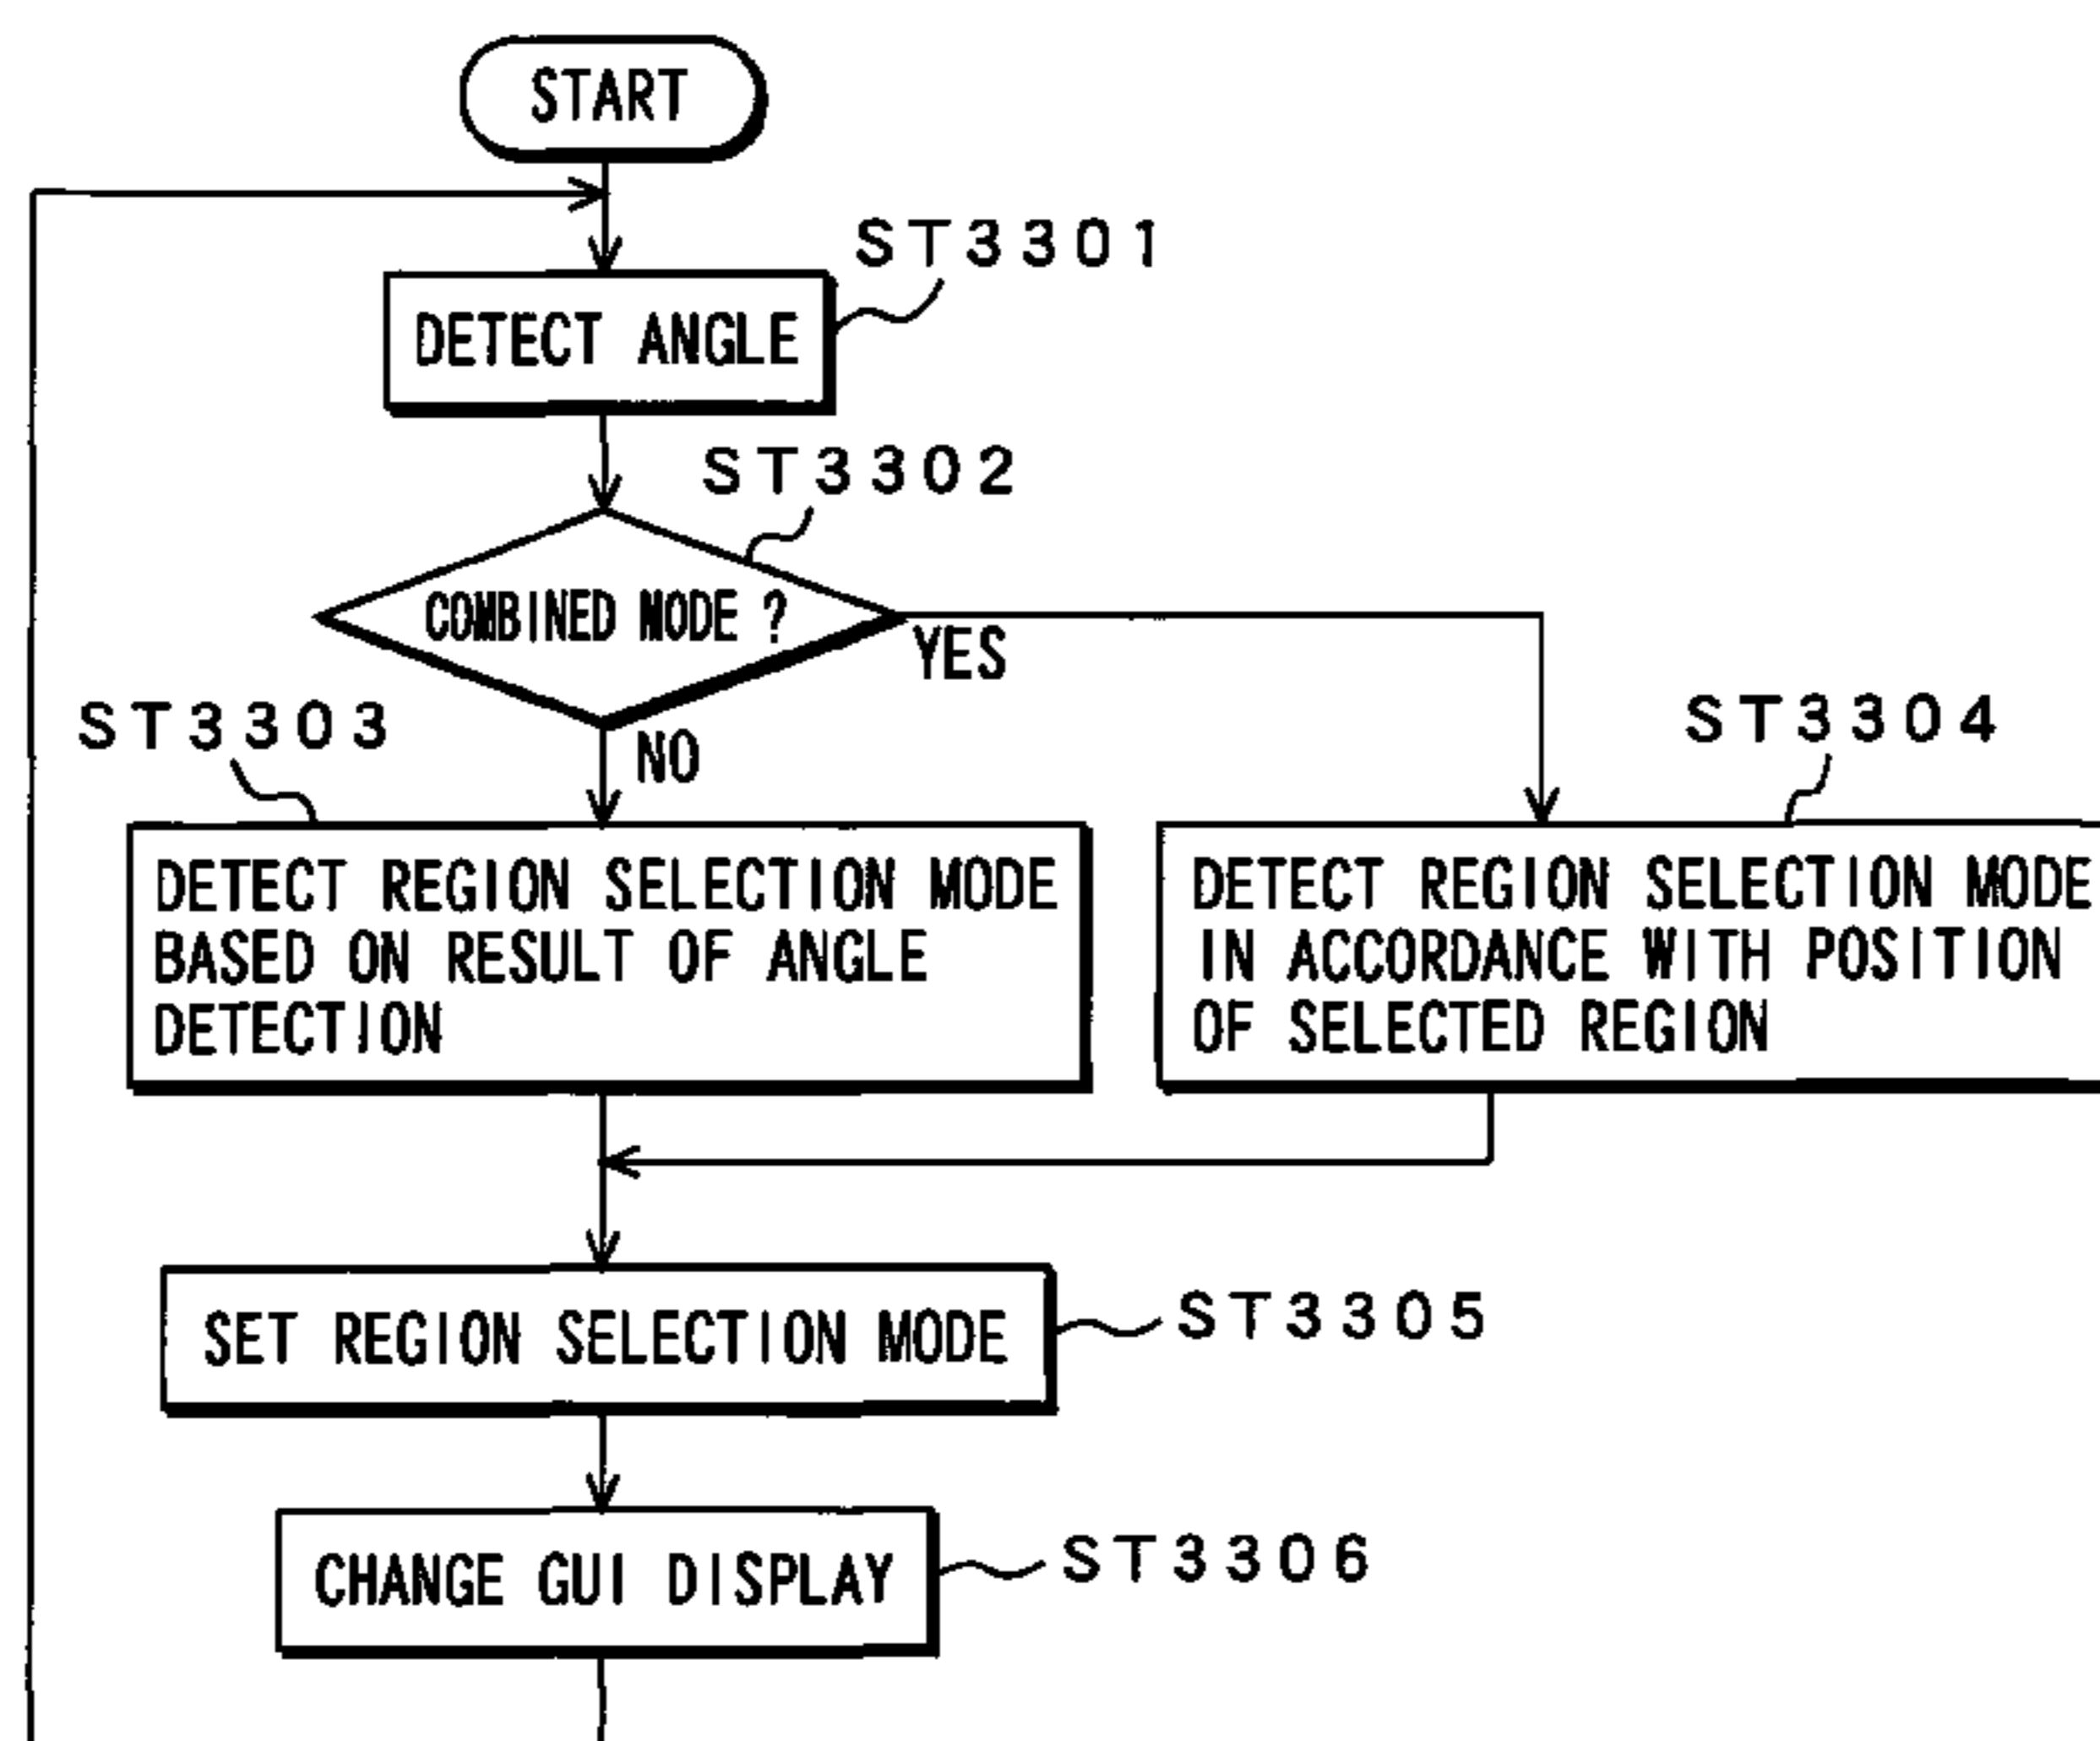 START
ST3301
DETECT ANGLE
ST3302
COMBINED MODE ?
YES
NO
ST3303
ST3304
DETECT REGION SELECTION MODE
BASED ON RESULT OF ANGLE
DETECTION
DETECT REGION SELECTION MODE
IN ACCORDANCE WITH POSITION
OF SELECTED REGION
SET REGION SELECTION MODE
ST3305
CHANGE GUI DISPLAY
ST3306